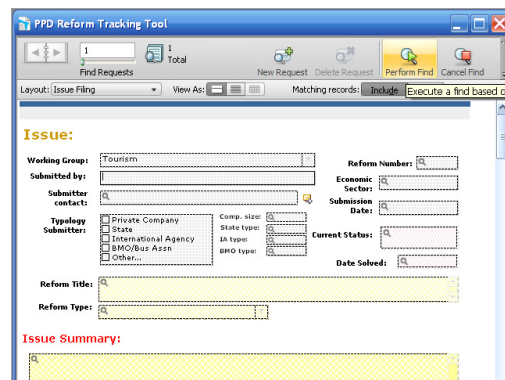 PPD Reform Tracking Tool
1
1
Total
Find Requests
New Request Delete Request Perform Find Cancel Find
Layout: Issue Filing View As: Matching records: Include
Execute a find based o
Issue:
Working Group: Tourism
Reform Number:
Submitted by:
Economic Sector:
Submitter contact:
Submission Date:
Typology Submitter:
Private Company
State
International Agency
BMO/Bus Assn
Other...
Comp. size:
State type:
IA type:
BMO type:
Current Status:
Date Solved:
Reform Title:
Reform Type:
Issue Summary: